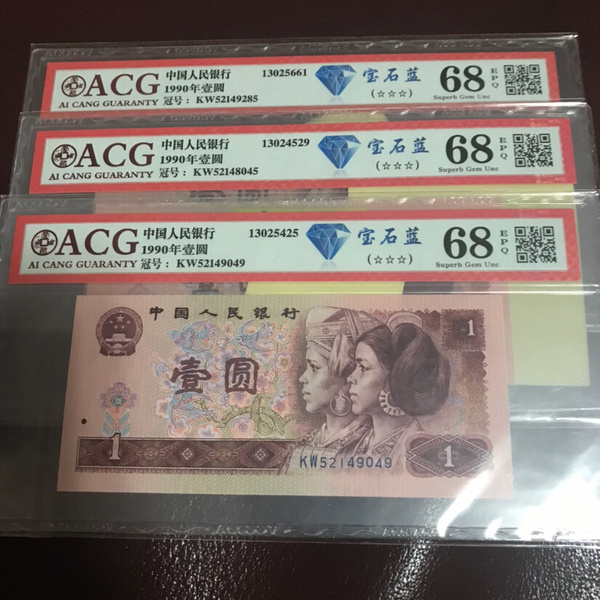 ACG
AI CANG GUARANTY
中国人民银行
1990年壹圆
冠号：KW52149285
13025661
宝石蓝
(☆☆☆)
68
EPQ
Superb Gem Unc
ACG
AI CANG GUARANTY
中国人民银行
1990年壹圆
冠号：KW52148045
13024529
宝石蓝
(☆☆☆)
68
EPQ
Superb Gem Unc
ACG
AI CANG GUARANTY
中国人民银行
1990年壹圆
冠号：KW52149049
13025425
宝石蓝
(☆☆☆)
68
EPQ
Superb Gem Unc
中国人民银行
壹圆
1
1
1
KW52149049